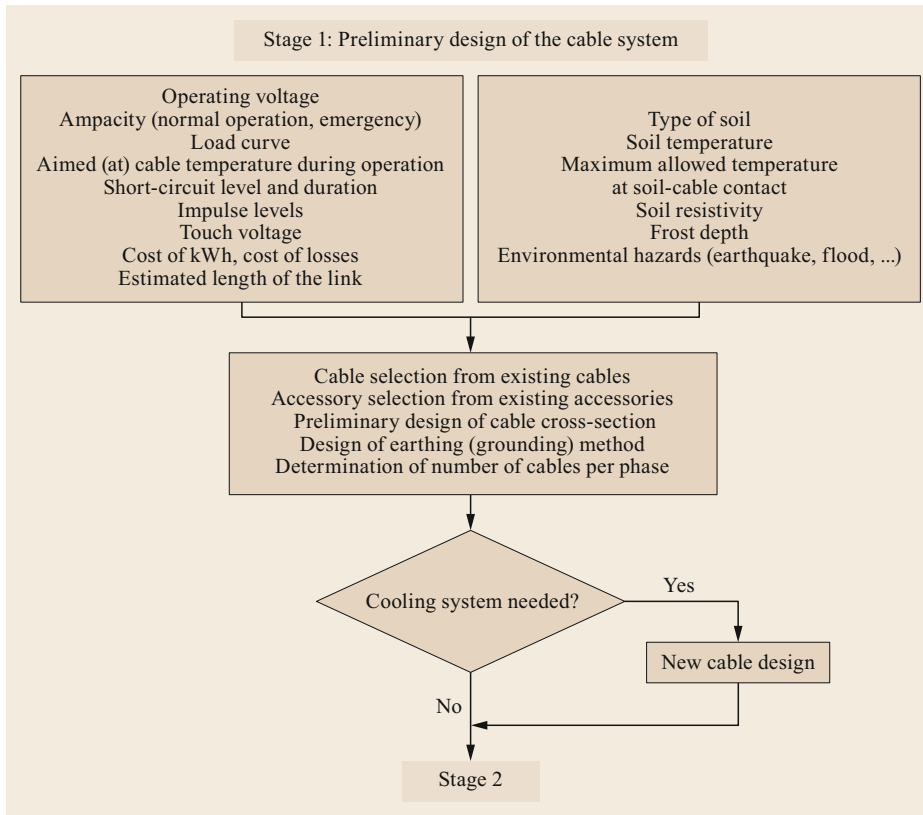 Stage 1: Preliminary design of the cable system
Operating voltage
Ampacity (normal operation, emergency)
Load curve
Aimed (at) cable temperature during operation
Short-circuit level and duration
Impulse levels
Touch voltage
Cost of kWh, cost of losses
Estimated length of the link
Type of soil
Soil temperature
Maximum allowed temperature
at soil-cable contact
Soil resistivity
Frost depth
Environmental hazards (earthquake, flood, ...)
Cable selection from existing cables
Accessory selection from existing accessories
Preliminary design of cable cross-section
Design of earthing (grounding) method
Determination of number of cables per phase
Cooling system needed?
Yes
New cable design
No
Stage 2